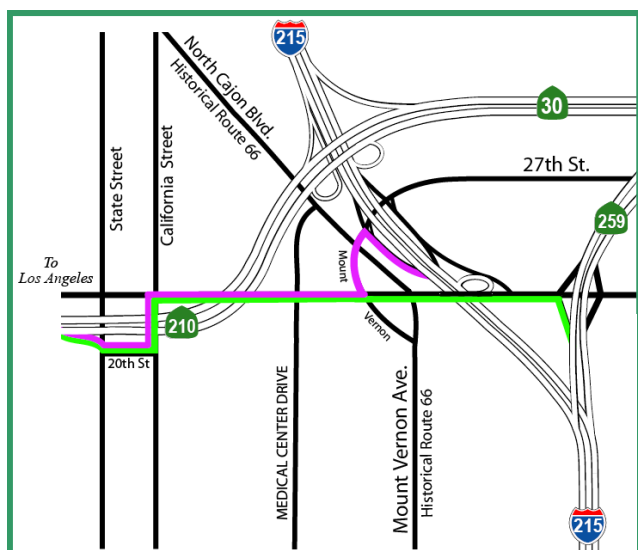 215
North Cajon Blvd.
Historical Route 66
30
State Street
California Street
27th St.
259
To
Los Angeles
Mount
210
Vernon
20th St
MEDICAL CENTER DRIVE
Mount Vernon Ave.
Historical Route 66
215